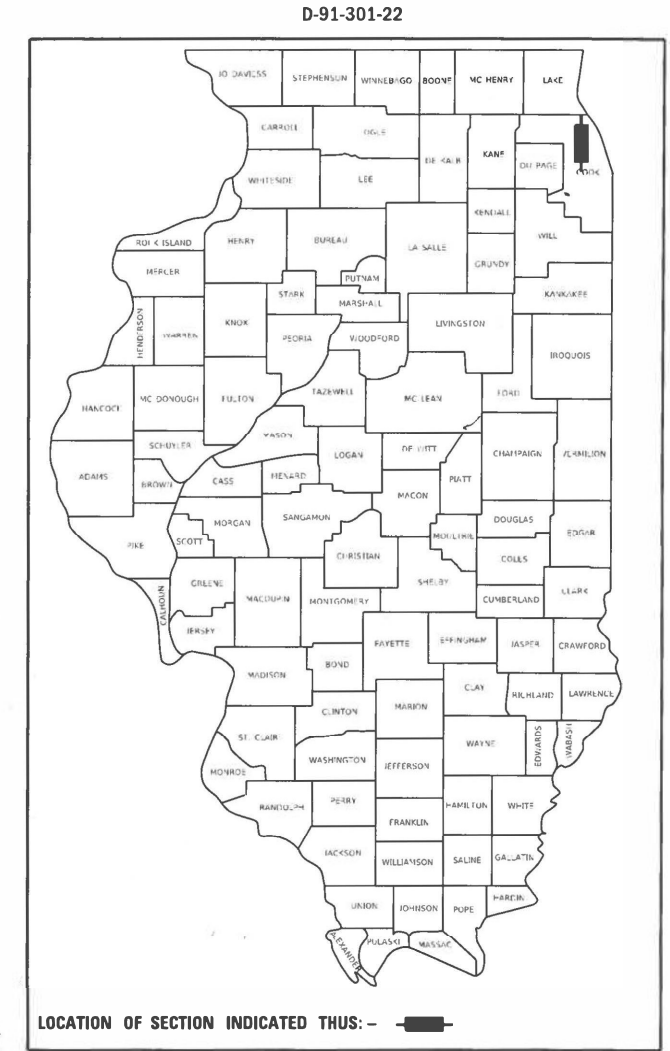 D-91-301-22
JO DAVIESS STEPHENSON WINNEBAGO BOONE MC HENRY LAKE
CARROLL OGLE
DE KALB KANE DU PAGE COOK
WHITESIDE LEE
KENDALL
ROCK ISLAND HENRY BUREAU LA SALLE WILL
MERCER PUTNAM GRUNDY
STARK MARSHALL KANKAKEE
HENDERSON WARREN KNOX PEORIA WOODFORD LIVINGSTON
IROQUOIS
HANCOCK MC DONOUGH FULTON TAZEWELL MC LEAN FORD
MASON
SCHUYLER LOGAN DE WITT CHAMPAIGN VERMILION
ADAMS BROWN CASS MENARD PIATT
MACON
PIKE SCOTT MORGAN SANGAMON DOUGLAS
MOULTRIE EDGAR
CHRISTIAN COLES
CALHOUN GREENE MACOUPIN MONTGOMERY SHELBY CUMBERLAND CLARK
JERSEY
FAYETTE EFFINGHAM JASPER CRAWFORD
MADISON BOND
CLAY RICHLAND LAWRENCE
CLINTON MARION
ST. CLAIR WAYNE EDWARDS WABASH
WASHINGTON JEFFERSON
MONROE
RANDOLPH PERRY HAMILTON WHITE
FRANKLIN
JACKSON WILLIAMSON SALINE GALLATIN
UNION JOHNSON POPE HARDIN
ALEXANDER PULASKI MASSAC
LOCATION OF SECTION INDICATED THUS: –